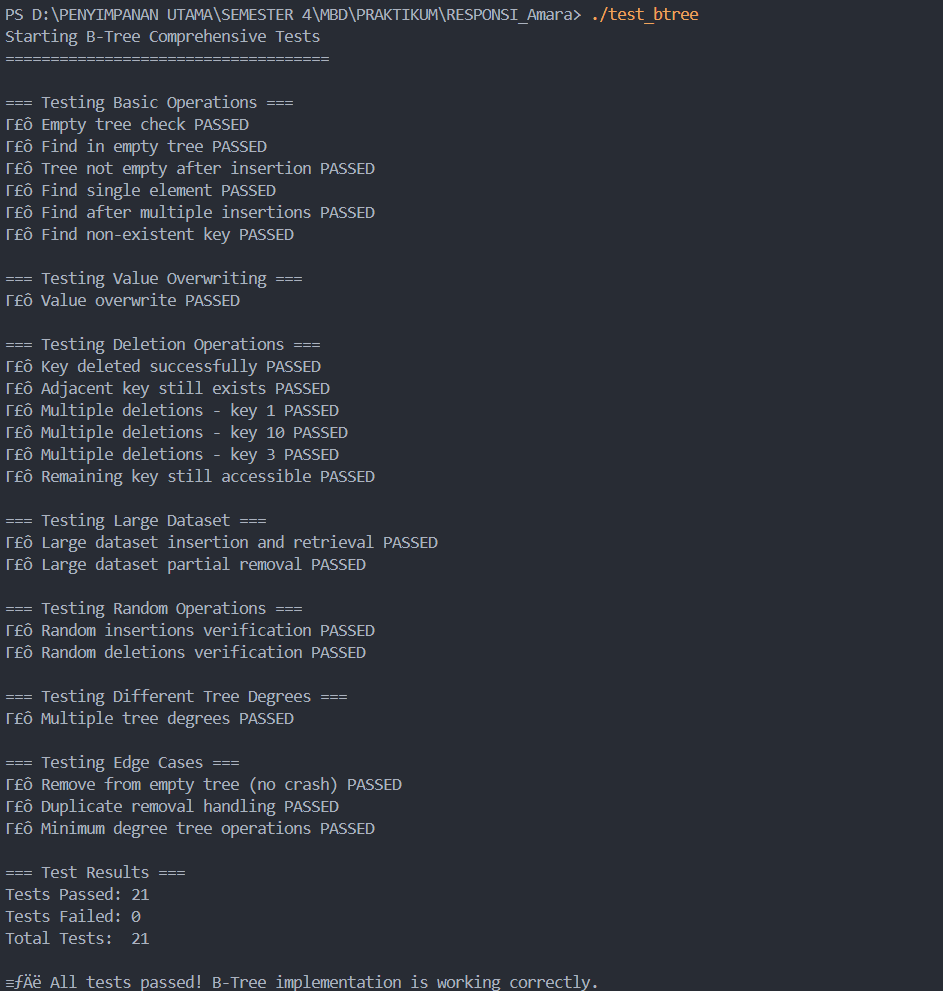 PS D:\PENYIMPANAN UTAMA\SEMESTER 4\MBD\PRAKTIKUM\RESPONSI_Amara> ./test_btree
Starting B-Tree Comprehensive Tests
====================================
=== Testing Basic Operations ===
Γ£ô Empty tree check PASSED
Γ£ô Find in empty tree PASSED
Γ£ô Tree not empty after insertion PASSED
Γ£ô Find single element PASSED
Γ£ô Find after multiple insertions PASSED
Γ£ô Find non-existent key PASSED
=== Testing Value Overwriting ===
Γ£ô Value overwrite PASSED
=== Testing Deletion Operations ===
Γ£ô Key deleted successfully PASSED
Γ£ô Adjacent key still exists PASSED
Γ£ô Multiple deletions - key 1 PASSED
Γ£ô Multiple deletions - key 10 PASSED
Γ£ô Multiple deletions - key 3 PASSED
Γ£ô Remaining key still accessible PASSED
=== Testing Large Dataset ===
Γ£ô Large dataset insertion and retrieval PASSED
Γ£ô Large dataset partial removal PASSED
=== Testing Random Operations ===
Γ£ô Random insertions verification PASSED
Γ£ô Random deletions verification PASSED
=== Testing Different Tree Degrees ===
Γ£ô Multiple tree degrees PASSED
=== Testing Edge Cases ===
Γ£ô Remove from empty tree (no crash) PASSED
Γ£ô Duplicate removal handling PASSED
Γ£ô Minimum degree tree operations PASSED
=== Test Results ===
Tests Passed: 21
Tests Failed: 0
Total Tests:  21
≡ƒÄë All tests passed! B-Tree implementation is working correctly.